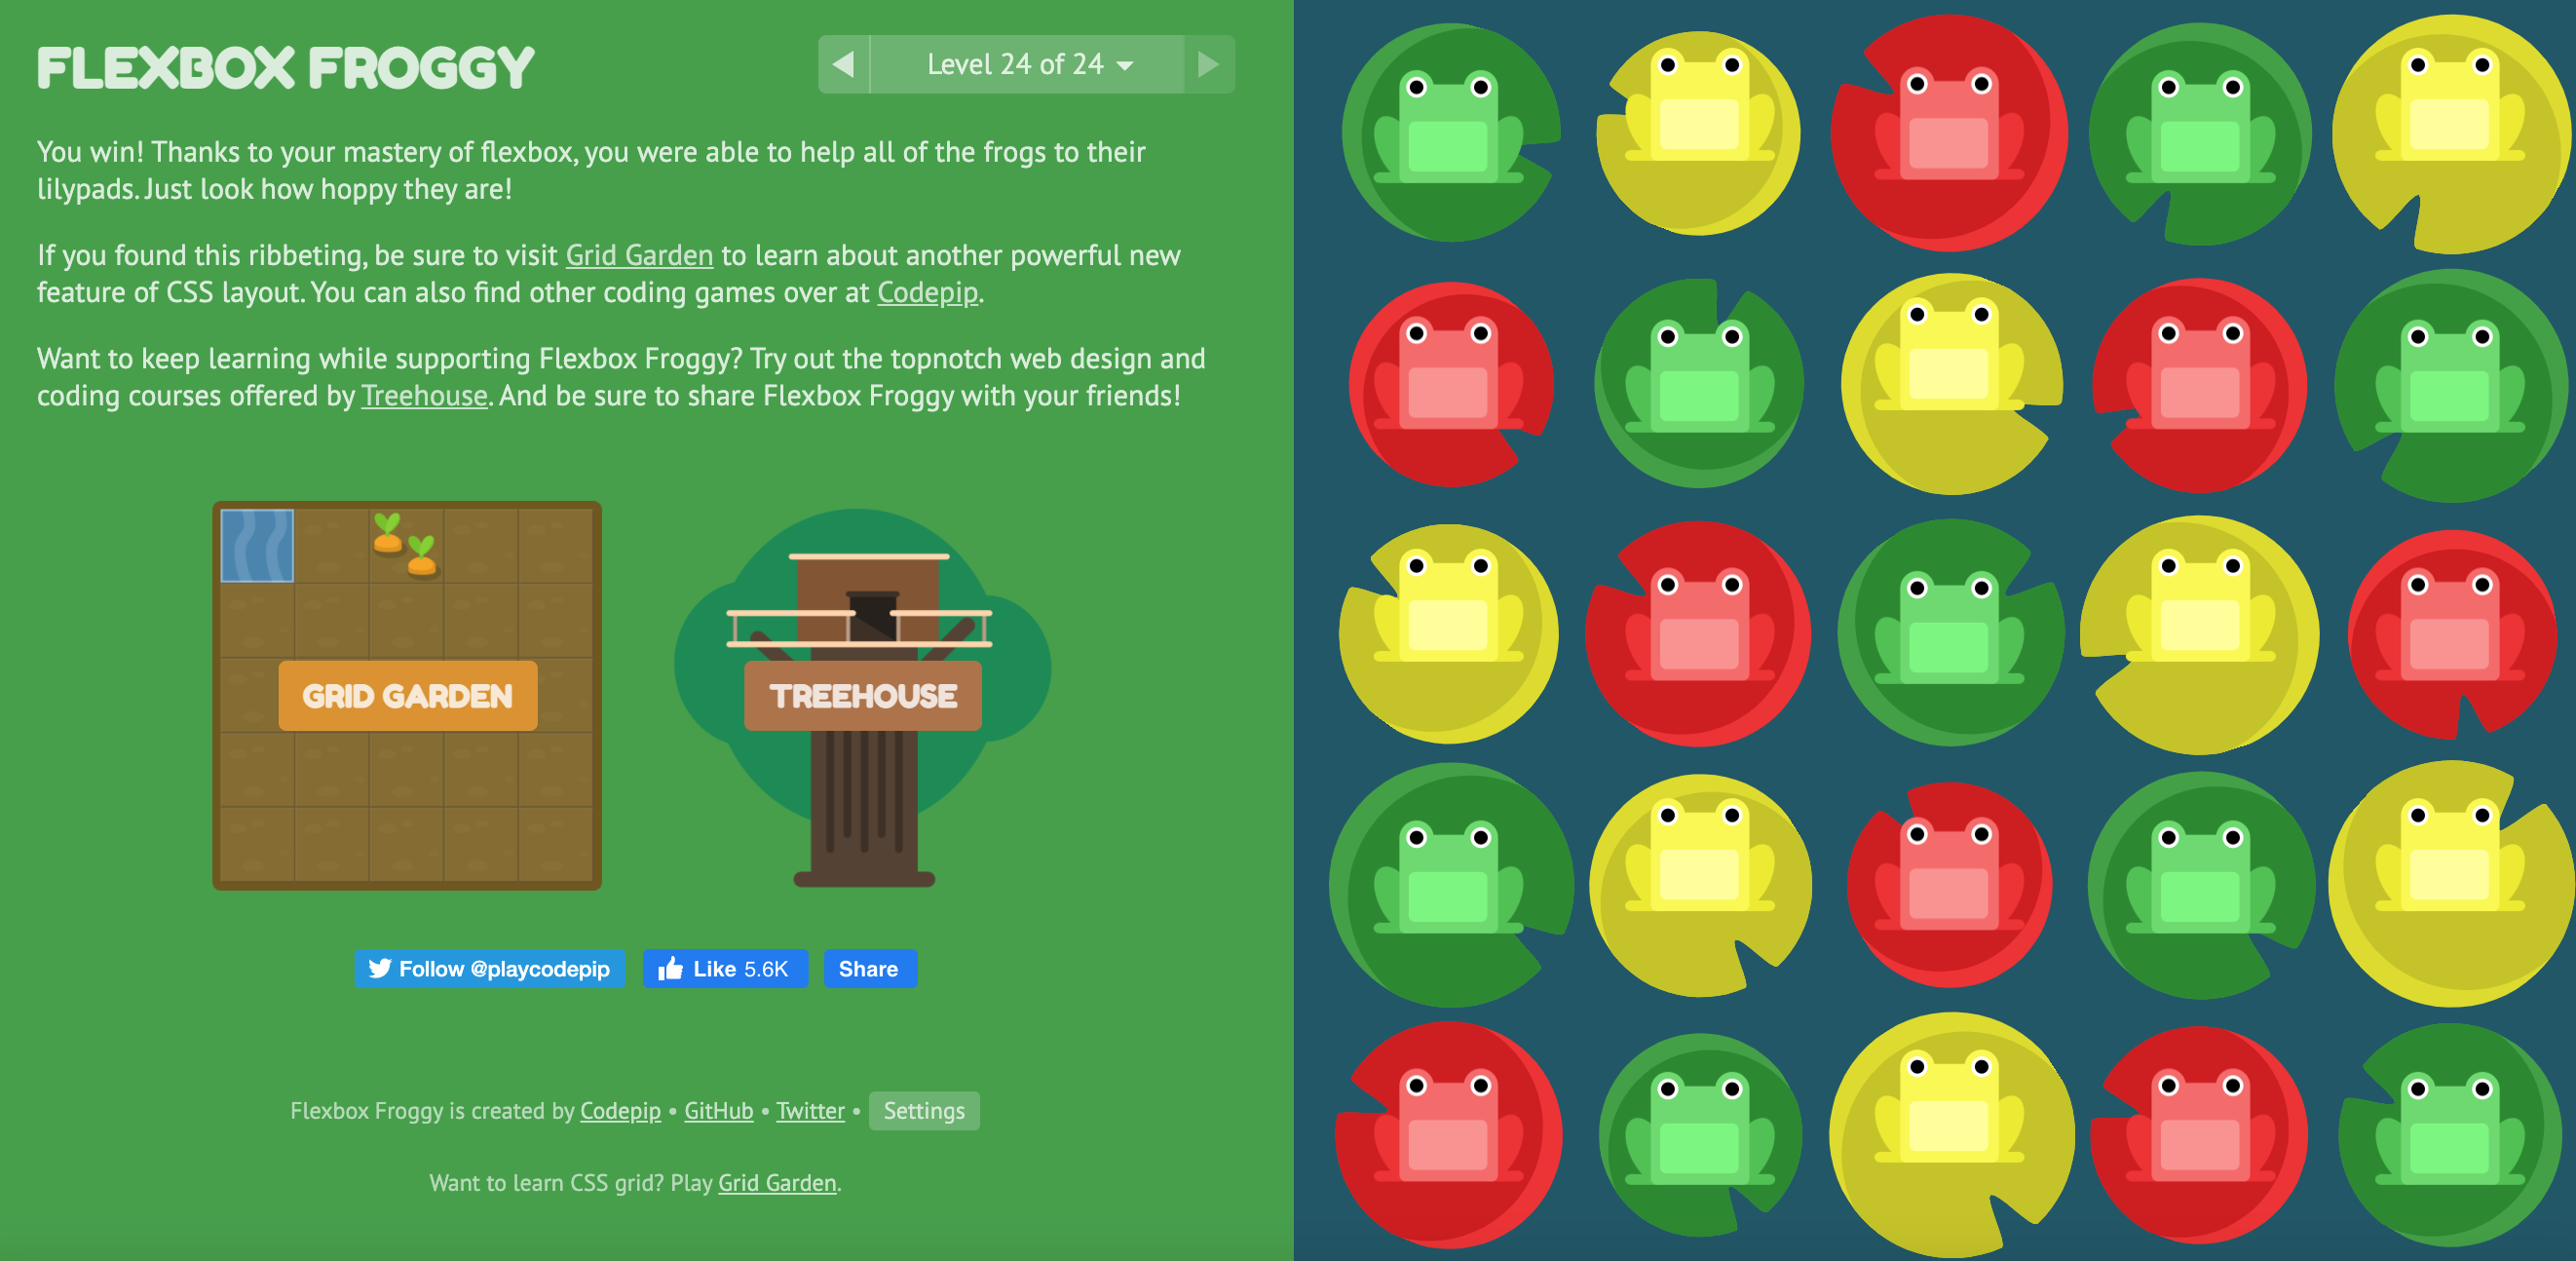 FLEXBOX FROGGY
Level 24 of 24
You win! Thanks to your mastery of flexbox, you were able to help all of the frogs to their
lilypads. Just look how hoppy they are!
If you found this ribbeting, be sure to visit Grid Garden to learn about another powerful new
feature of CSS layout. You can also find other coding games over at Codepip.
Want to keep learning while supporting Flexbox Froggy? Try out the topnotch web design and
coding courses offered by Treehouse. And be sure to share Flexbox Froggy with your friends!
GRID GARDEN
TREEHOUSE
Follow @playcodepip
Like 5.6K
Share
Flexbox Froggy is created by Codepip • GitHub • Twitter • Settings
Want to learn CSS grid? Play Grid Garden.